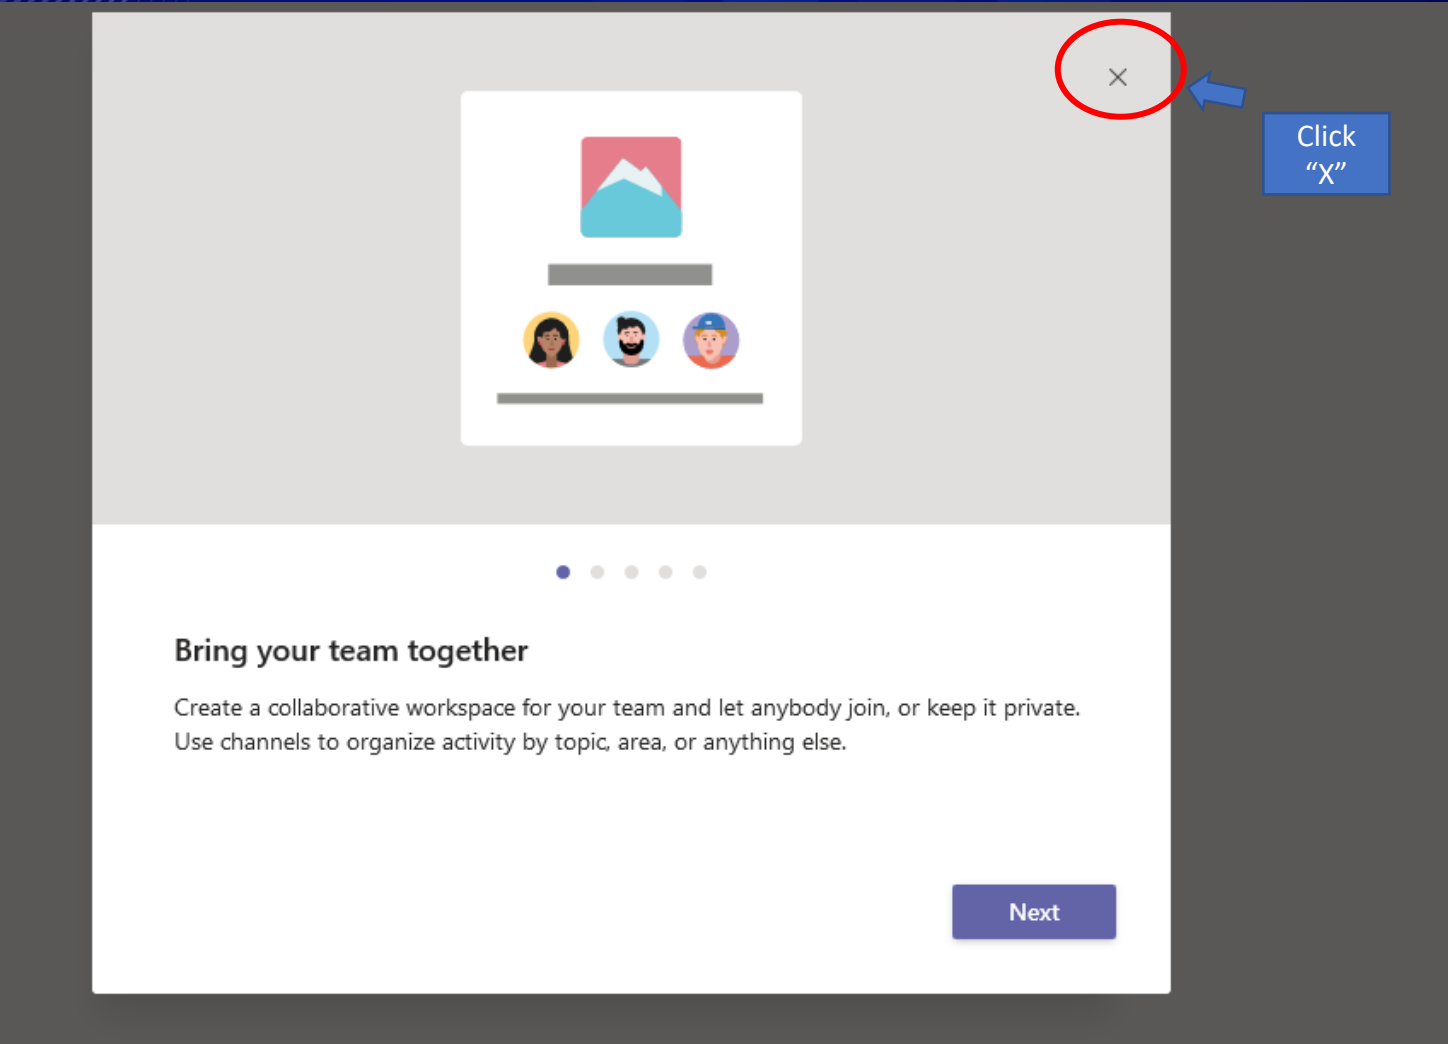 Click
“X”
Bring your team together
Create a collaborative workspace for your team and let anybody join, or keep it private.
Use channels to organize activity by topic, area, or anything else.
Next